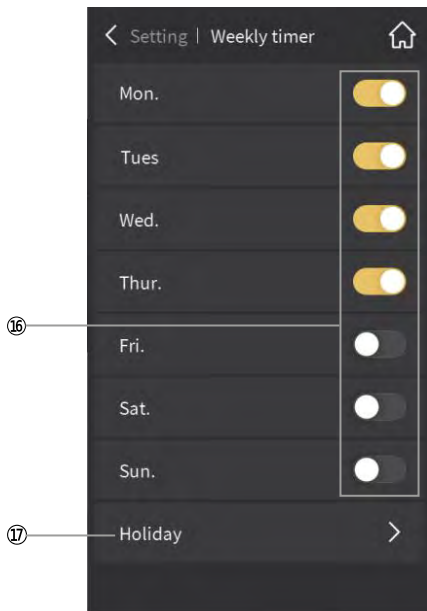 Setting | Weekly timer
Mon.
Tues
Wed.
Thur.
⑯
Fri.
Sat.
Sun.
⑰ Holiday